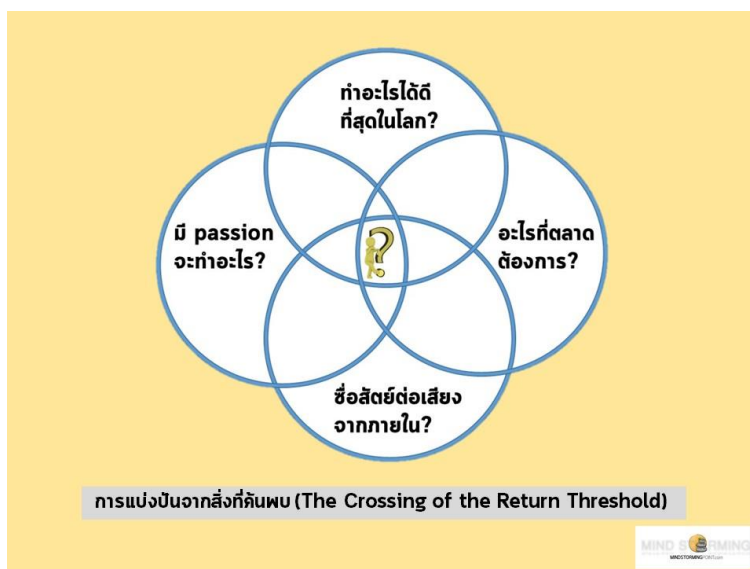 ทำอะไรได้ดี
ที่สุดในโลก?
มี passion
จะทำอะไร?
อะไรที่ตลาด
ต้องการ?
ซื่อสัตย์ต่อเสียง
จากภายใน?
การแบ่งปันจากสิ่งที่ค้นพบ (The Crossing of the Return Threshold)
MIND STORMING
MINDSTORMINGPOINT.com